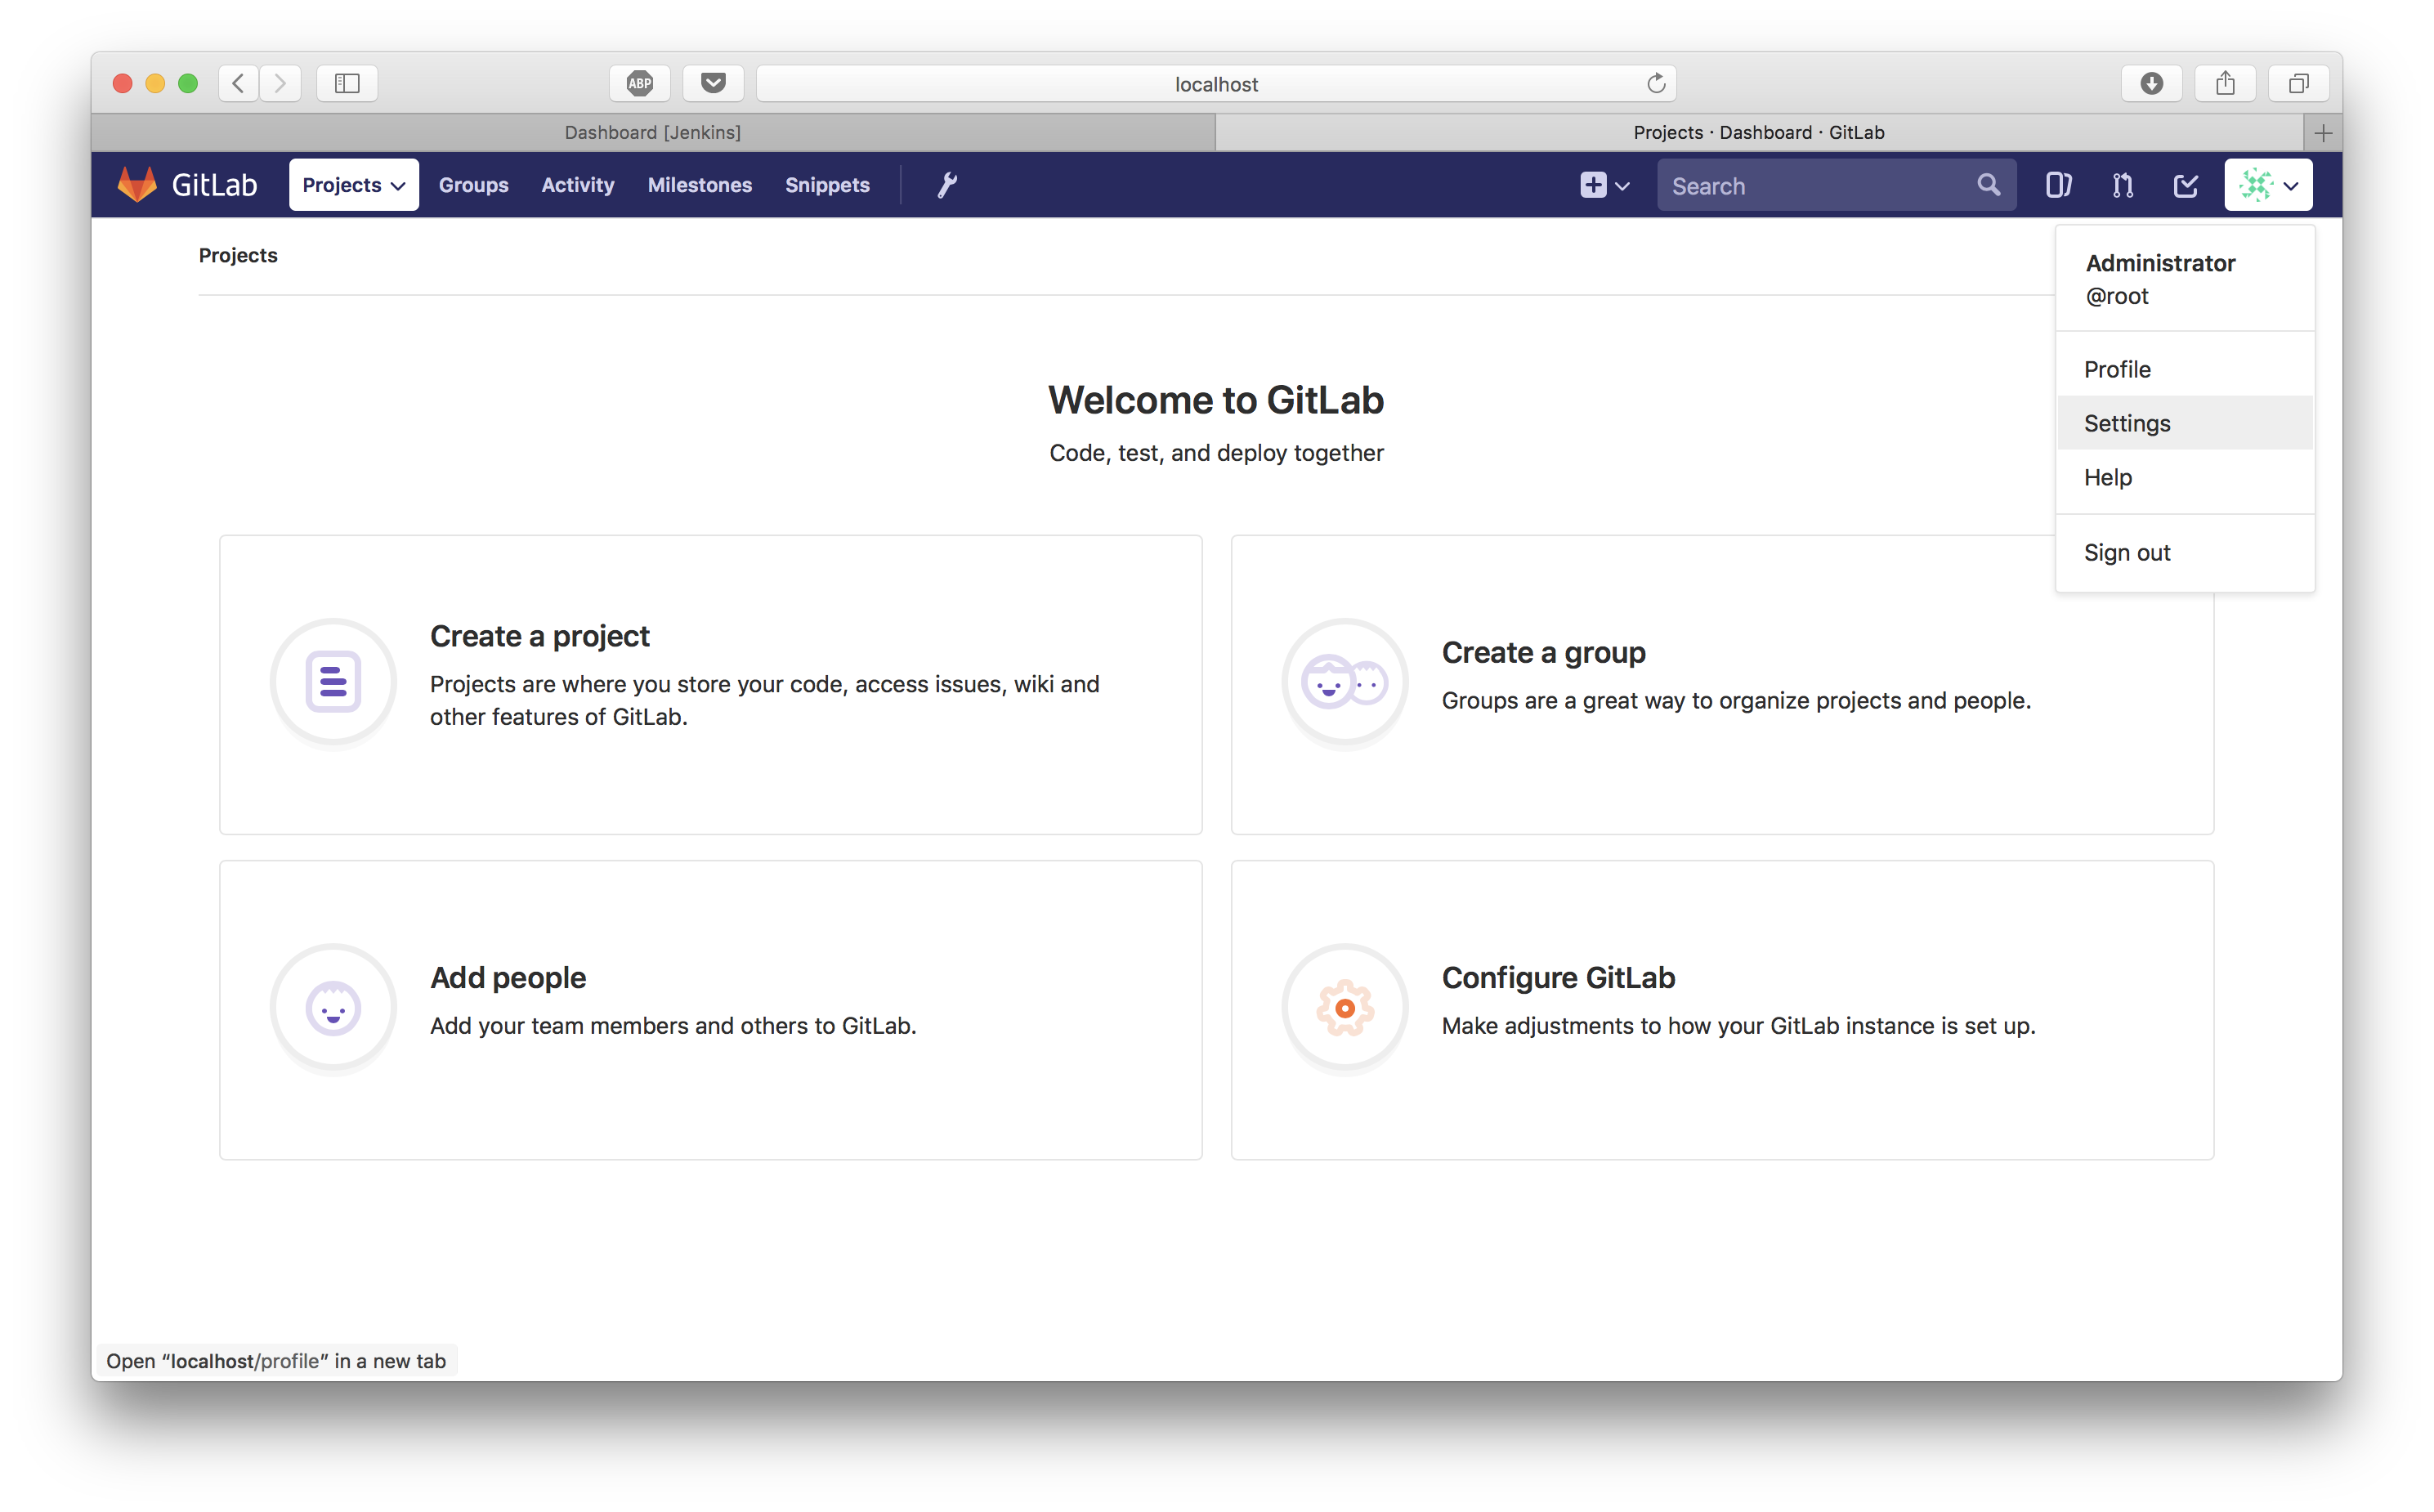 ABP
localhost
Dashboard [Jenkins]
Projects · Dashboard · GitLab
GitLab
Projects
Groups
Activity
Milestones
Snippets
Search
Projects
Administrator
@root
Profile
Settings
Help
Sign out
Welcome to GitLab
Code, test, and deploy together
Create a project
Projects are where you store your code, access issues, wiki and
other features of GitLab.
Create a group
Groups are a great way to organize projects and people.
Add people
Add your team members and others to GitLab.
Configure GitLab
Make adjustments to how your GitLab instance is set up.
Open “localhost/profile” in a new tab